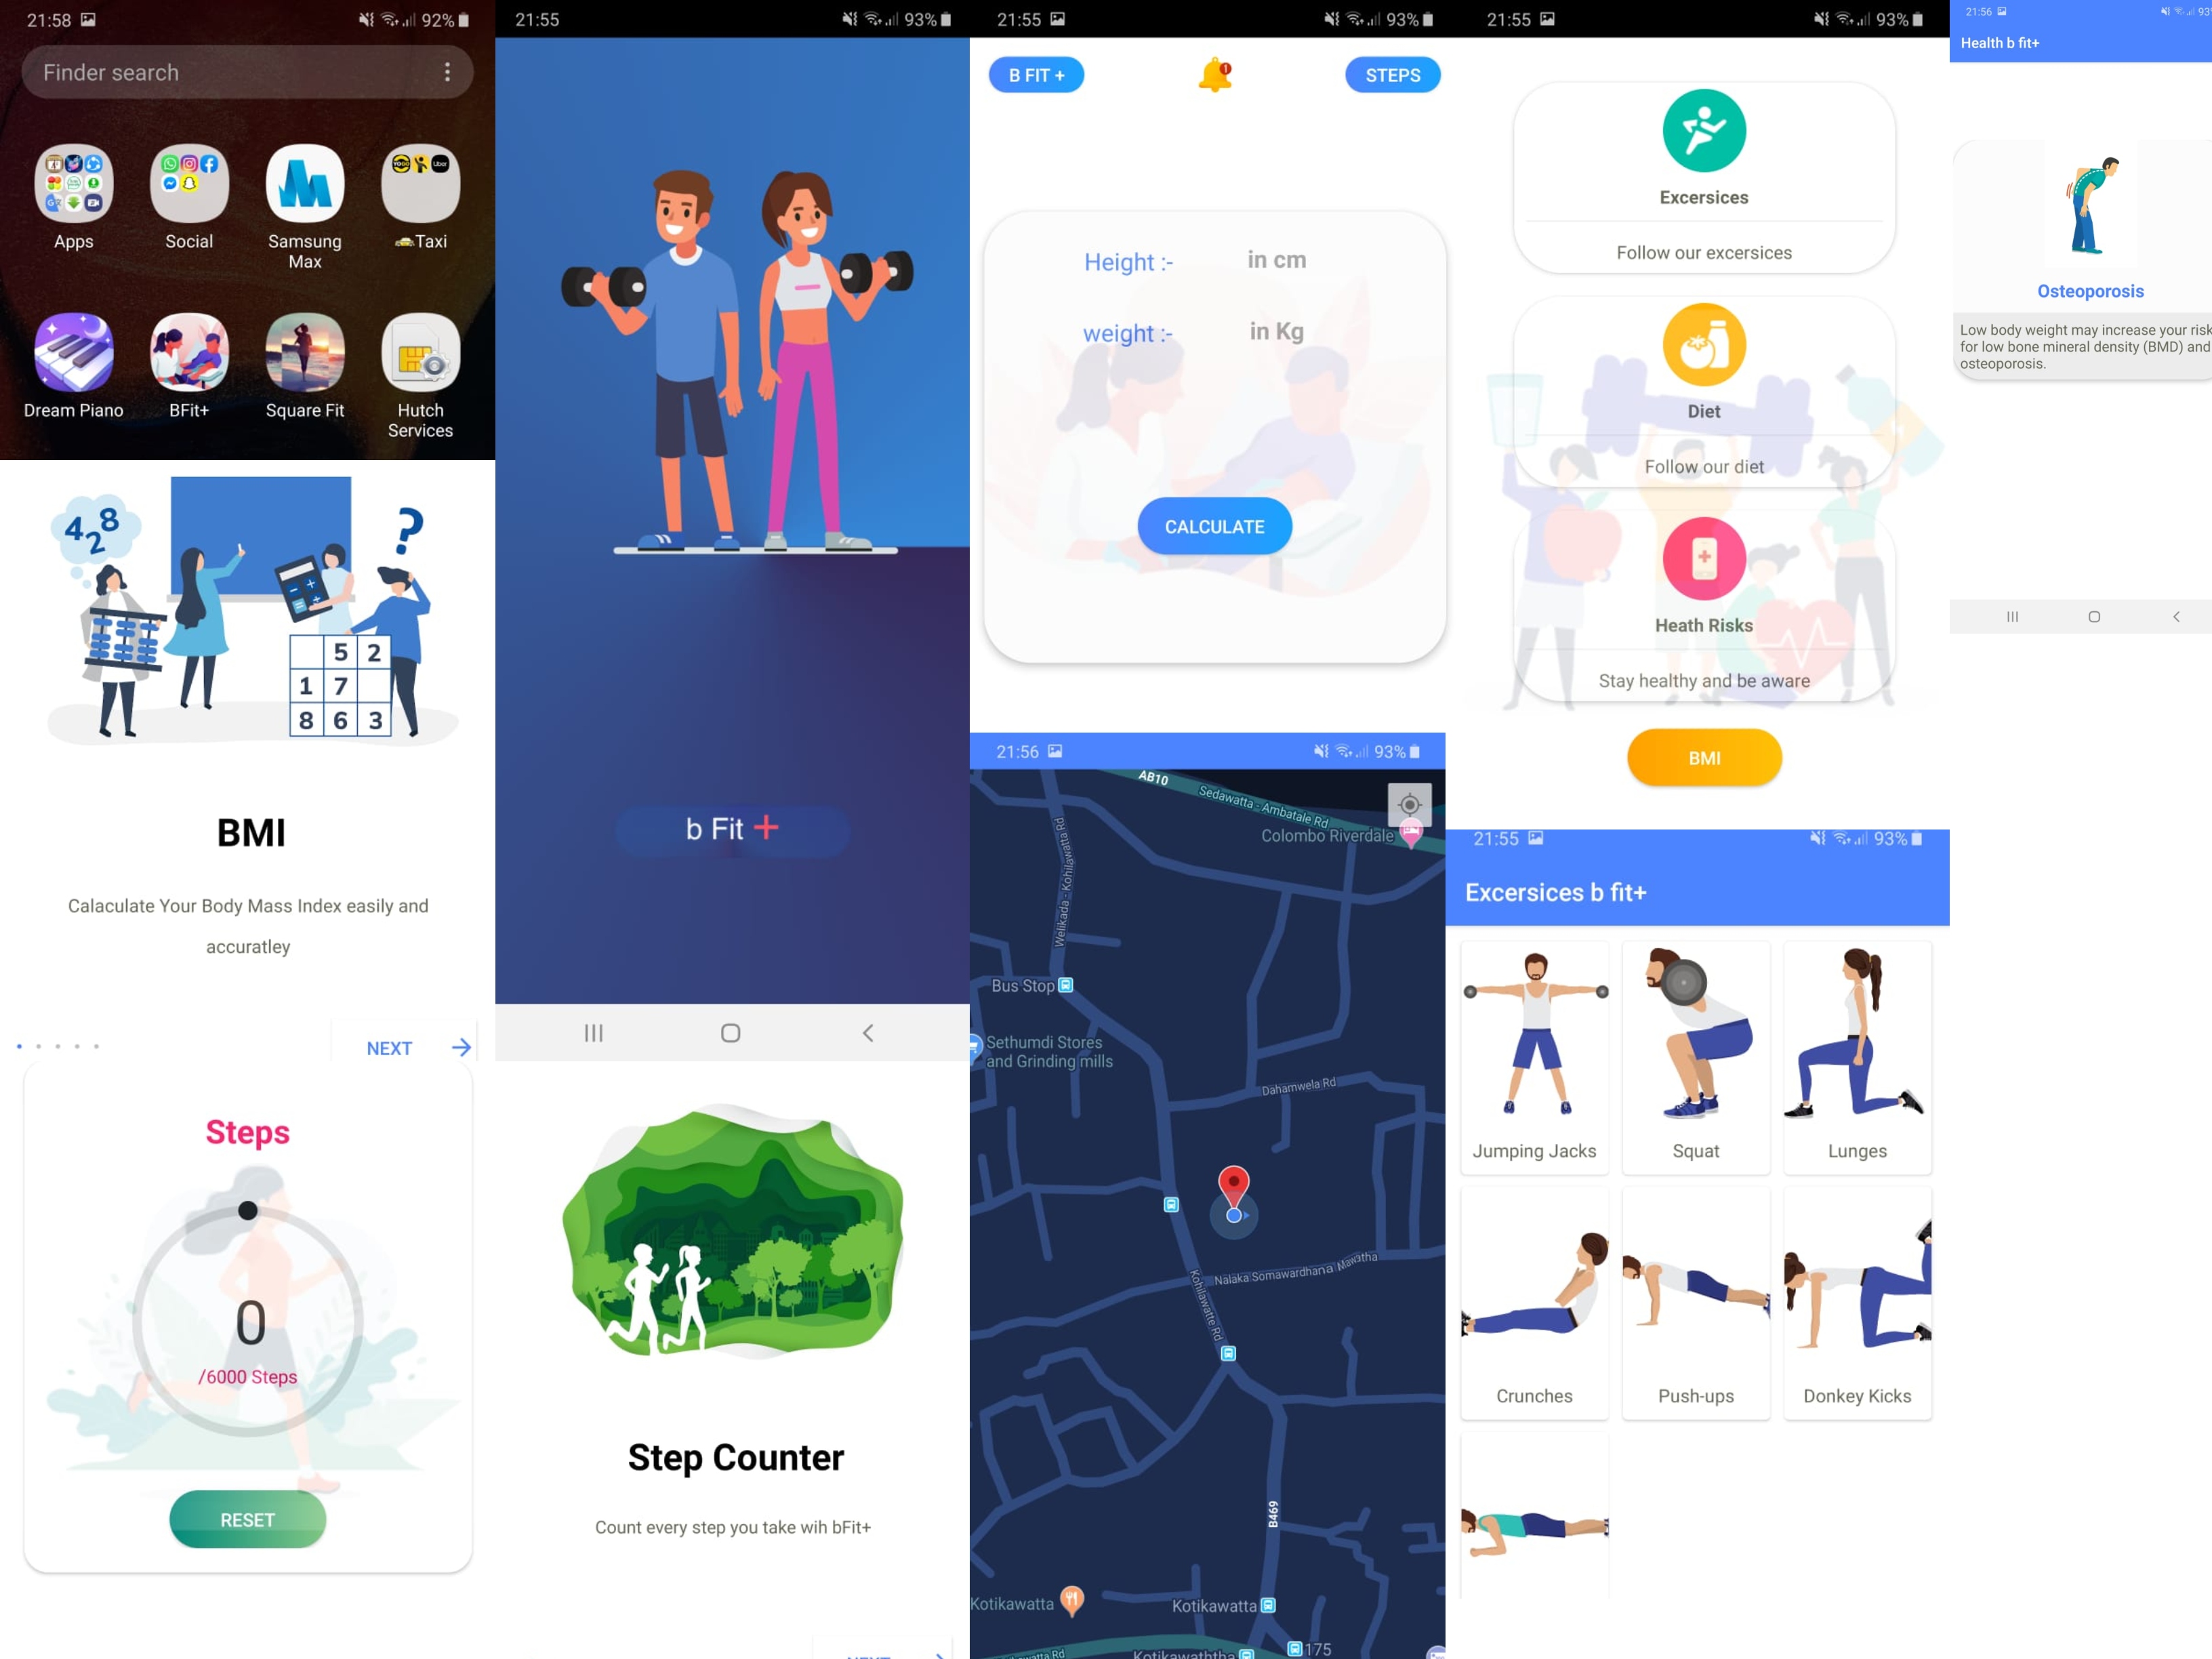 21:58 92%
Finder search
Apps Social Samsung Max Taxi
Uber
Dream Piano BFit+ Square Fit Hutch Services
428
?
5 2
1 7
8 6 3
BMI
Calaculate Your Body Mass Index easily and
accuratley
NEXT
Steps
0
/6000 Steps
RESET
21:55 93%
b Fit +
Step Counter
Count every step you take wih bFit+
NEXT
21:55 93%
B FIT +
1
STEPS
Height :- in cm
weight :- in Kg
CALCULATE
21:56 93%
AB10
Sedawatta - Ambatale Rd
Colombo Riverdale
Welikada - Kohilawatta Rd
Bus Stop
Sethumdi Stores
and Grinding mills
Dahamwela Rd
Nalaka Somawardhana Mawatha
Kohilawatte Rd
B469
Kotikawatta
Kotikawatta
175
Kotikawaththa
21:55 93%
Excersices
Follow our excersices
Diet
Follow our diet
Heath Risks
Stay healthy and be aware
BMI
21:55 93%
Excersices b fit+
Jumping Jacks Squat Lunges
Crunches Push-ups Donkey Kicks
21:56 93
Health b fit+
Osteoporosis
Low body weight may increase your risk
for low bone mineral density (BMD) and
osteoporosis.